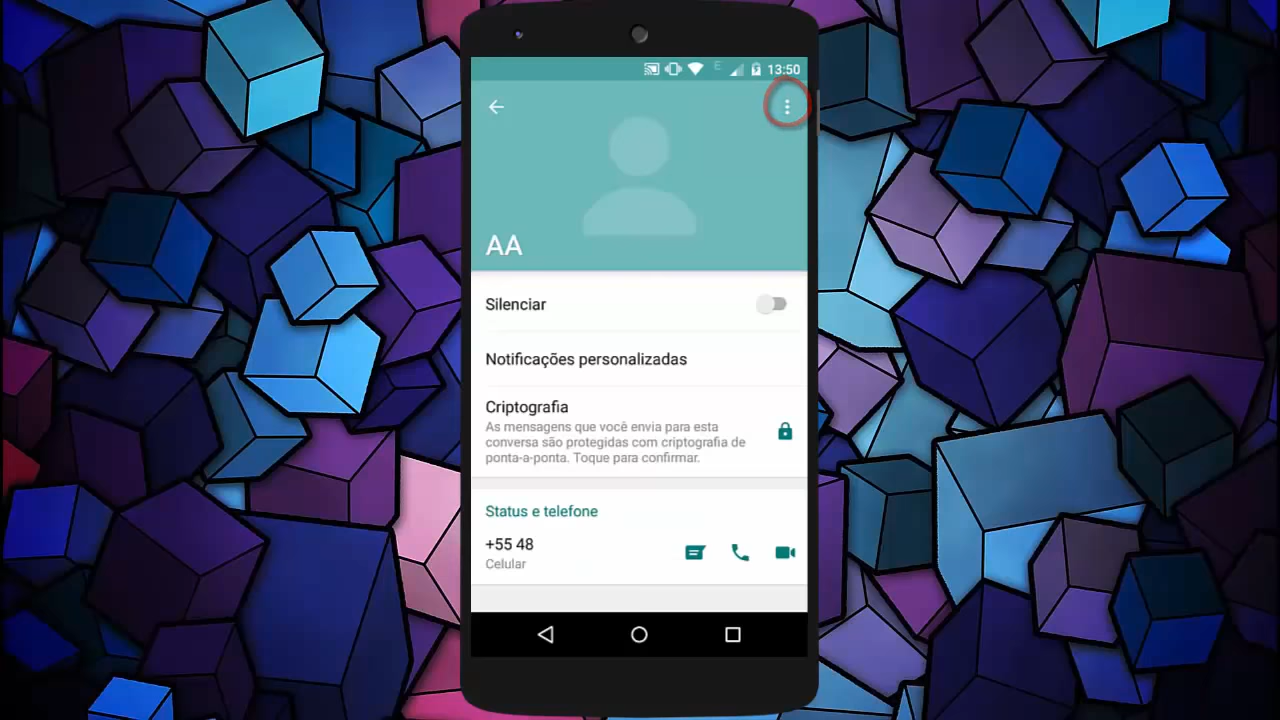 E 13:50
AA
Silenciar
Notificações personalizadas
Criptografia
As mensagens que você envia para esta
conversa são protegidas com criptografia de
ponta-a-ponta. Toque para confirmar.
Status e telefone
+55 48
Celular